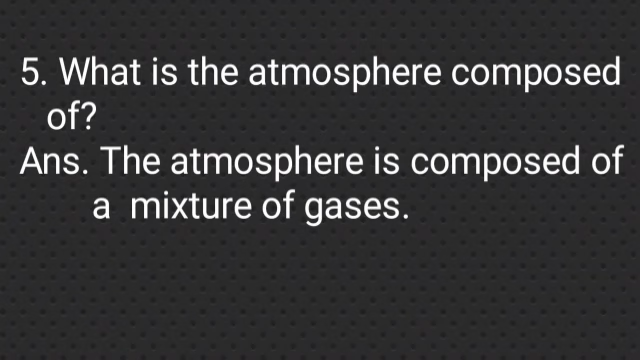 5. What is the atmosphere composed
of?
Ans. The atmosphere is composed of
a mixture of gases.